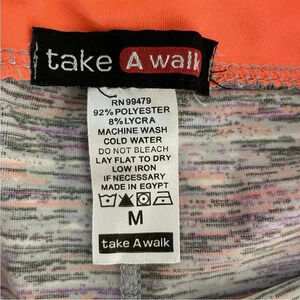 take A walk
RN 99479
92% POLYESTER
8% LYCRA
MACHINE WASH
COLD WATER
DO NOT BLEACH
LAY FLAT TO DRY
LOW IRON
IF NECESSARY
MADE IN EGYPT
M
take A walk